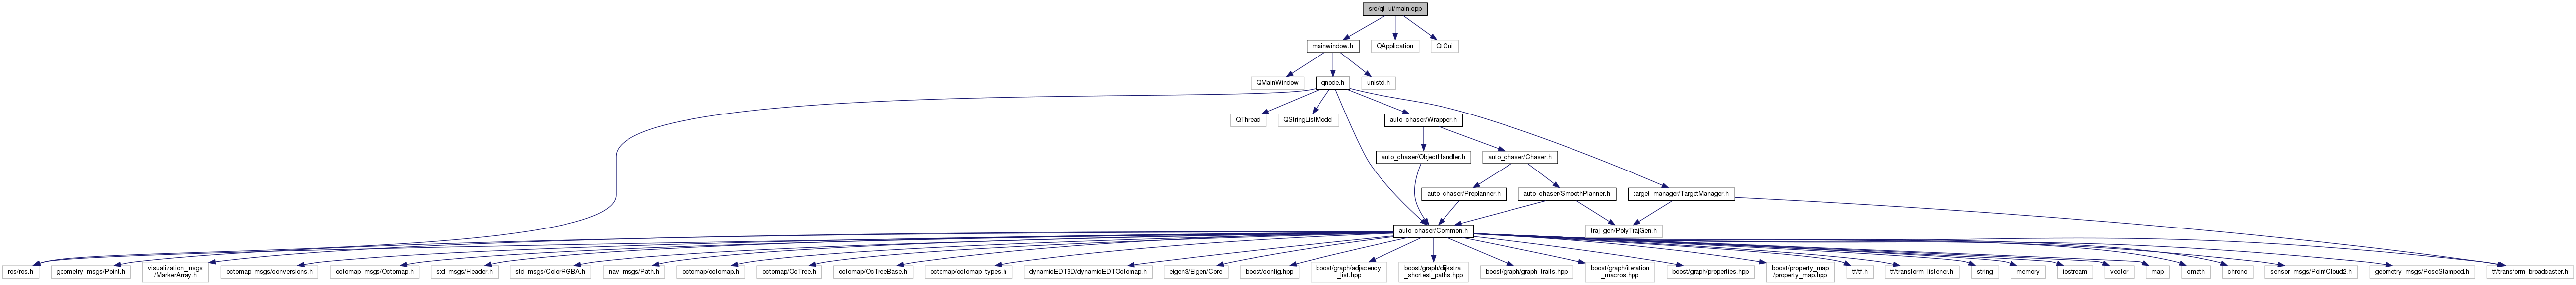 src/qt_ui/main.cpp
mainwindow.h
QApplication
QtGui
QMainWindow
qnode.h
unistd.h
QThread
QStringListModel
auto_chaser/Wrapper.h
auto_chaser/ObjectHandler.h
auto_chaser/Chaser.h
auto_chaser/Preplanner.h
auto_chaser/SmoothPlanner.h
target_manager/TargetManager.h
auto_chaser/Common.h
traj_gen/PolyTrajGen.h
ros/ros.h
geometry_msgs/Point.h
visualization_msgs
/MarkerArray.h
octomap_msgs/conversions.h
octomap_msgs/Octomap.h
std_msgs/Header.h
std_msgs/ColorRGBA.h
nav_msgs/Path.h
octomap/octomap.h
octomap/OcTree.h
octomap/OcTreeBase.h
octomap/octomap_types.h
dynamicEDT3D/dynamicEDTOctomap.h
eigen3/Eigen/Core
boost/config.hpp
boost/graph/adjacency
_list.hpp
boost/graph/dijkstra
_shortest_paths.hpp
boost/graph/graph_traits.hpp
boost/graph/iteration
_macros.hpp
boost/graph/properties.hpp
boost/property_map
/property_map.hpp
tf/tf.h
tf/transform_listener.h
string
memory
iostream
vector
map
cmath
chrono
sensor_msgs/PointCloud2.h
geometry_msgs/PoseStamped.h
tf/transform_broadcaster.h